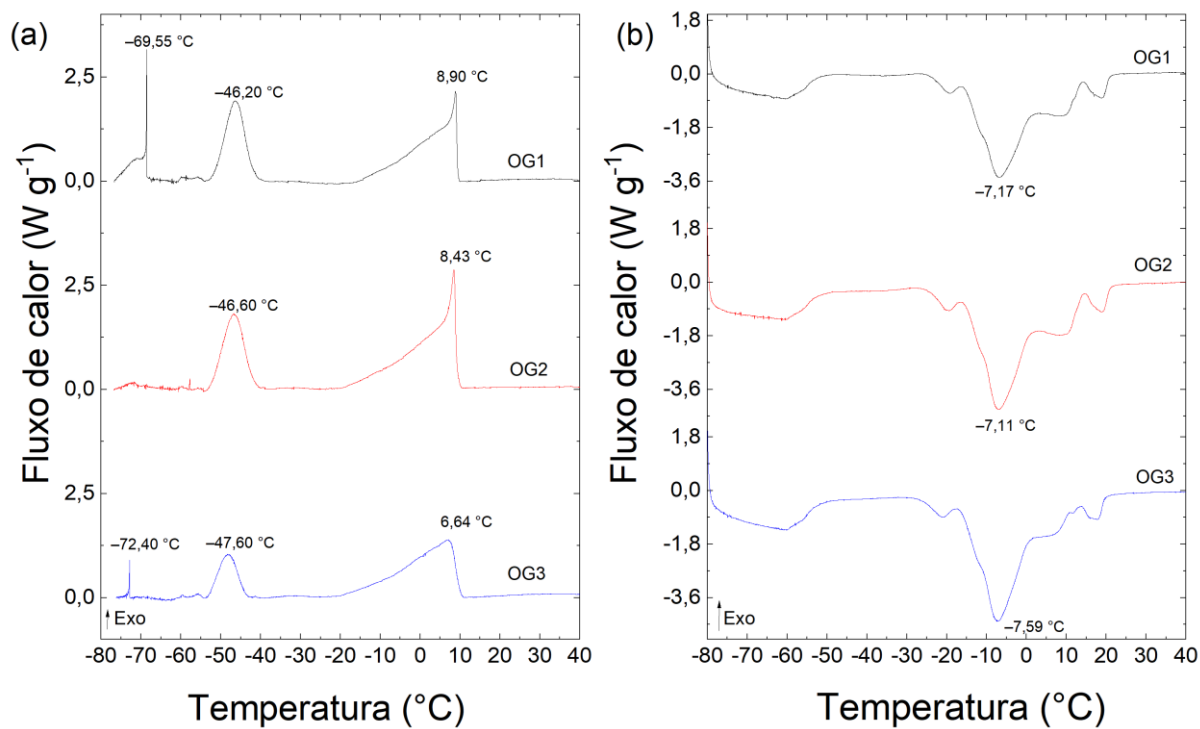 (a)
–69,55 °C
–46,20 °C
8,90 °C
OG1
2,5
0,0
–46,60 °C
8,43 °C
OG2
2,5
0,0
–72,40 °C
–47,60 °C
6,64 °C
OG3
2,5
0,0
Exo
Fluxo de calor (W g⁻¹)
-80 -70 -60 -50 -40 -30 -20 -10 0 10 20 30 40
Temperatura (°C)
(b)
1,8
0,0
-1,8
-3,6
OG1
–7,17 °C
1,8
0,0
-1,8
-3,6
OG2
–7,11 °C
1,8
0,0
-1,8
-3,6
OG3
–7,59 °C
Exo
Fluxo de calor (W g⁻¹)
-80 -70 -60 -50 -40 -30 -20 -10 0 10 20 30 40
Temperatura (°C)